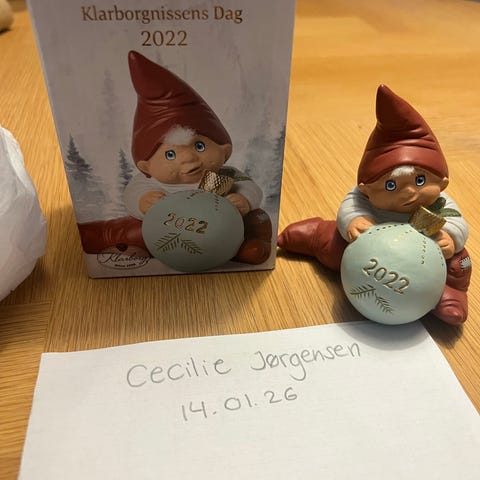 Klarborgnissens Dag
2022
2022
Klarborg
2022
Cecilie Jørgensen
14.01.26